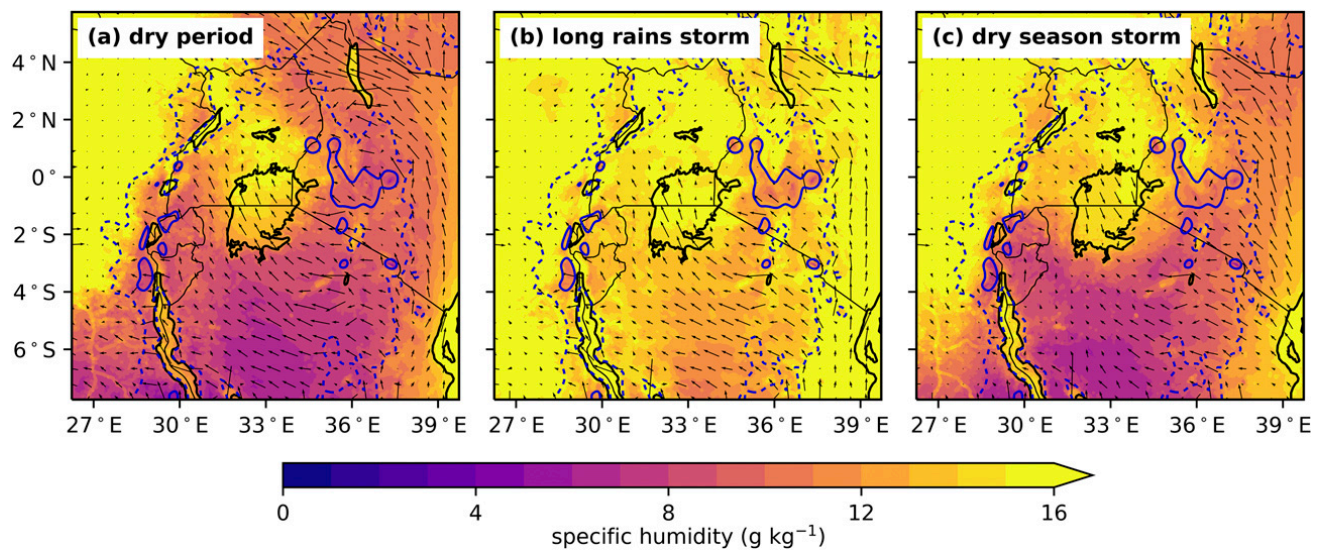 (a) dry period
(b) long rains storm
(c) dry season storm
4°N
2°N
0°
2°S
4°S
6°S
27°E 30°E 33°E 36°E 39°E
27°E 30°E 33°E 36°E 39°E
27°E 30°E 33°E 36°E 39°E
0 4 8 12 16
specific humidity (g kg⁻¹)